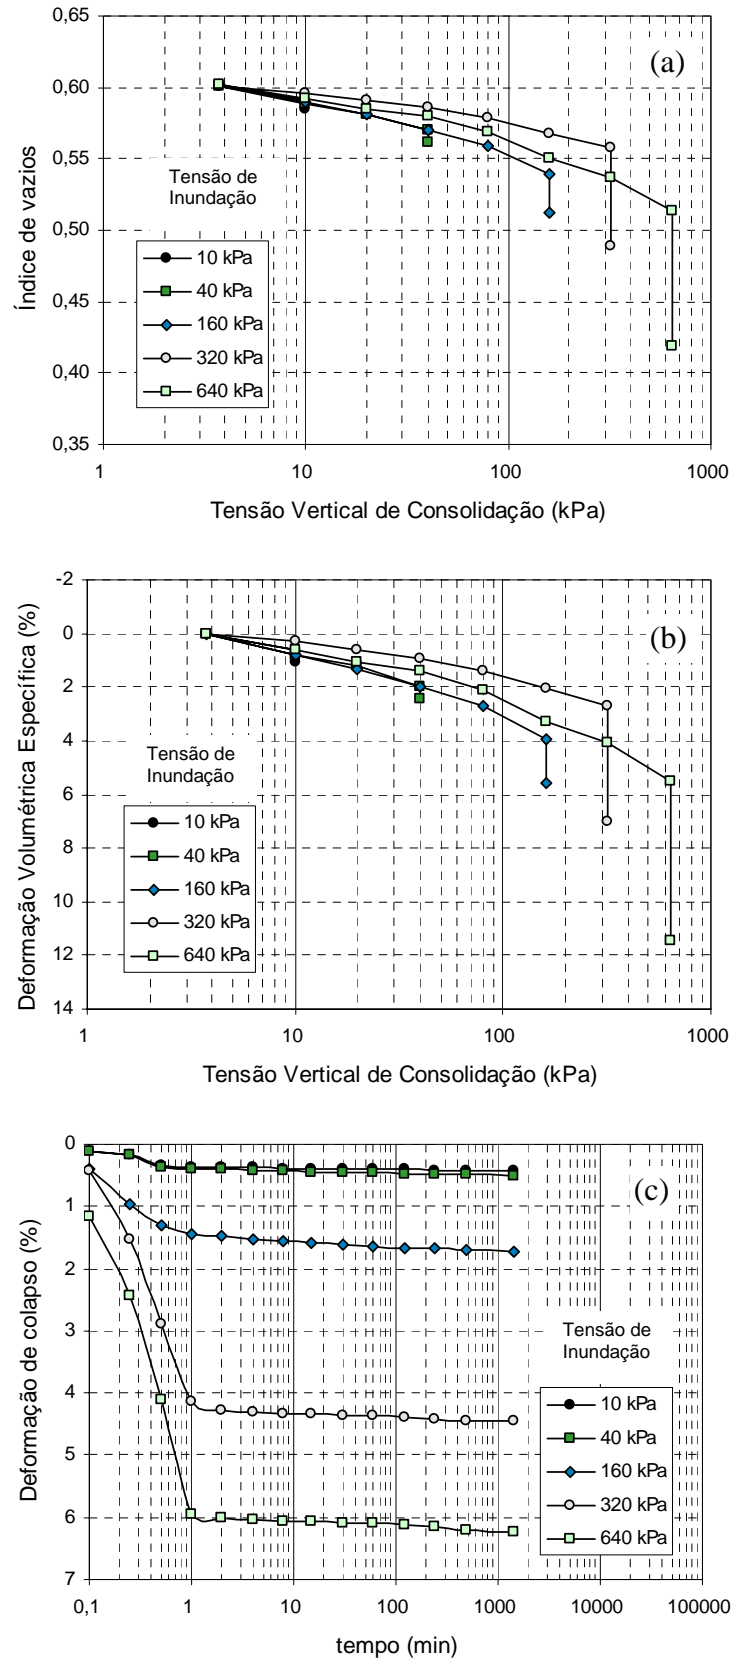 0.65
0.60
0.55
0,50
0,45
0,40
0,35
Índice de vazios
(a)
Tensão de
Inundação
10 kPa
40 kPa
160 kPa
320 kPa
640 kPa
1
10
100
1000
Tensão Vertical de Consolidação (kPa)
-2
0
2
4
6
8
10
12
14
Deformação Volumétrica Específica (%)
(b)
Tensão de
Inundação
10 kPa
40 kPa
160 kPa
320 kPa
640 kPa
1
10
100
1000
Tensão Vertical de Consolidação (kPa)
0
1
2
3
4
5
6
7
Deformação de colapso (%)
(c)
Tensão de
Inundação
10 kPa
40 kPa
160 kPa
320 kPa
640 kPa
0,1
1
10
100
1000
10000
100000
tempo (min)